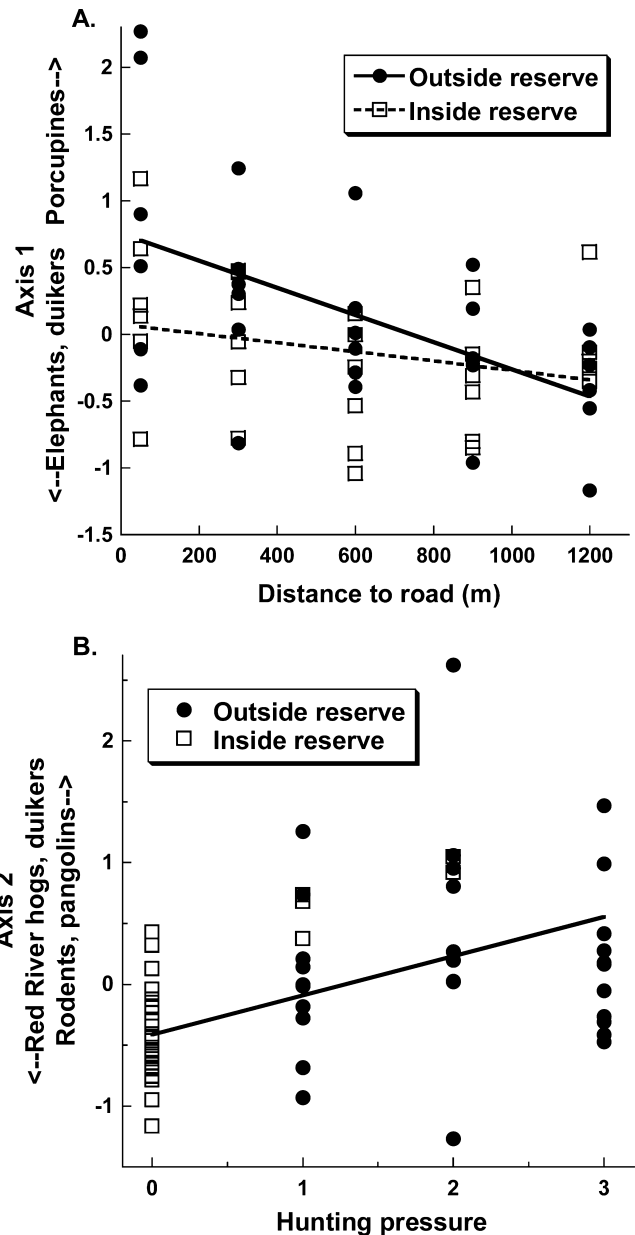 A.
Outside reserve
Inside reserve
Axis 1
<--Elephants, duikers Porcupines-->
2
1.5
1
0.5
0
-0.5
-1
-1.5
0 200 400 600 800 1000 1200
Distance to road (m)
B.
Outside reserve
Inside reserve
Axis 2
<--Red River hogs, duikers
Rodents, pangolins-->
2
1
0
-1
0 1 2 3
Hunting pressure